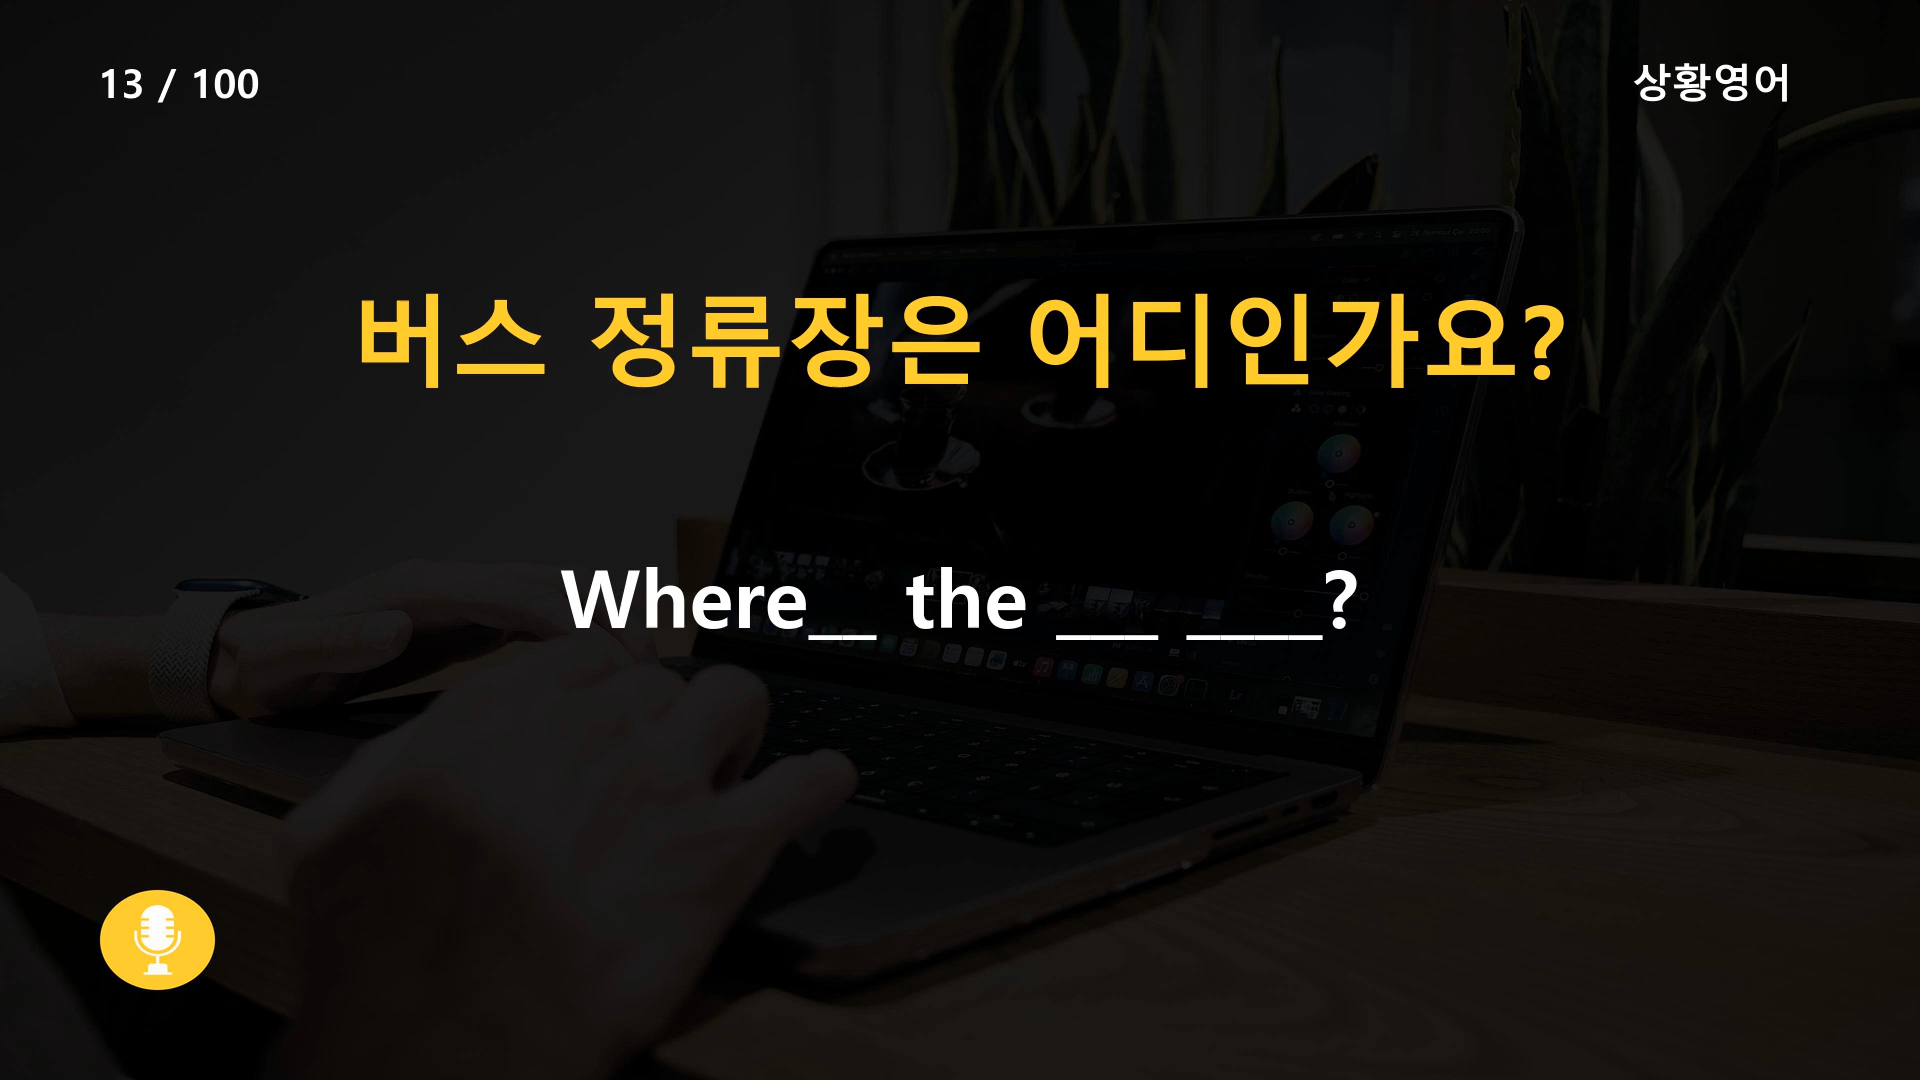 13 / 100
상황영어
버스 정류장은 어디인가요?
Where__ the ___ ____?